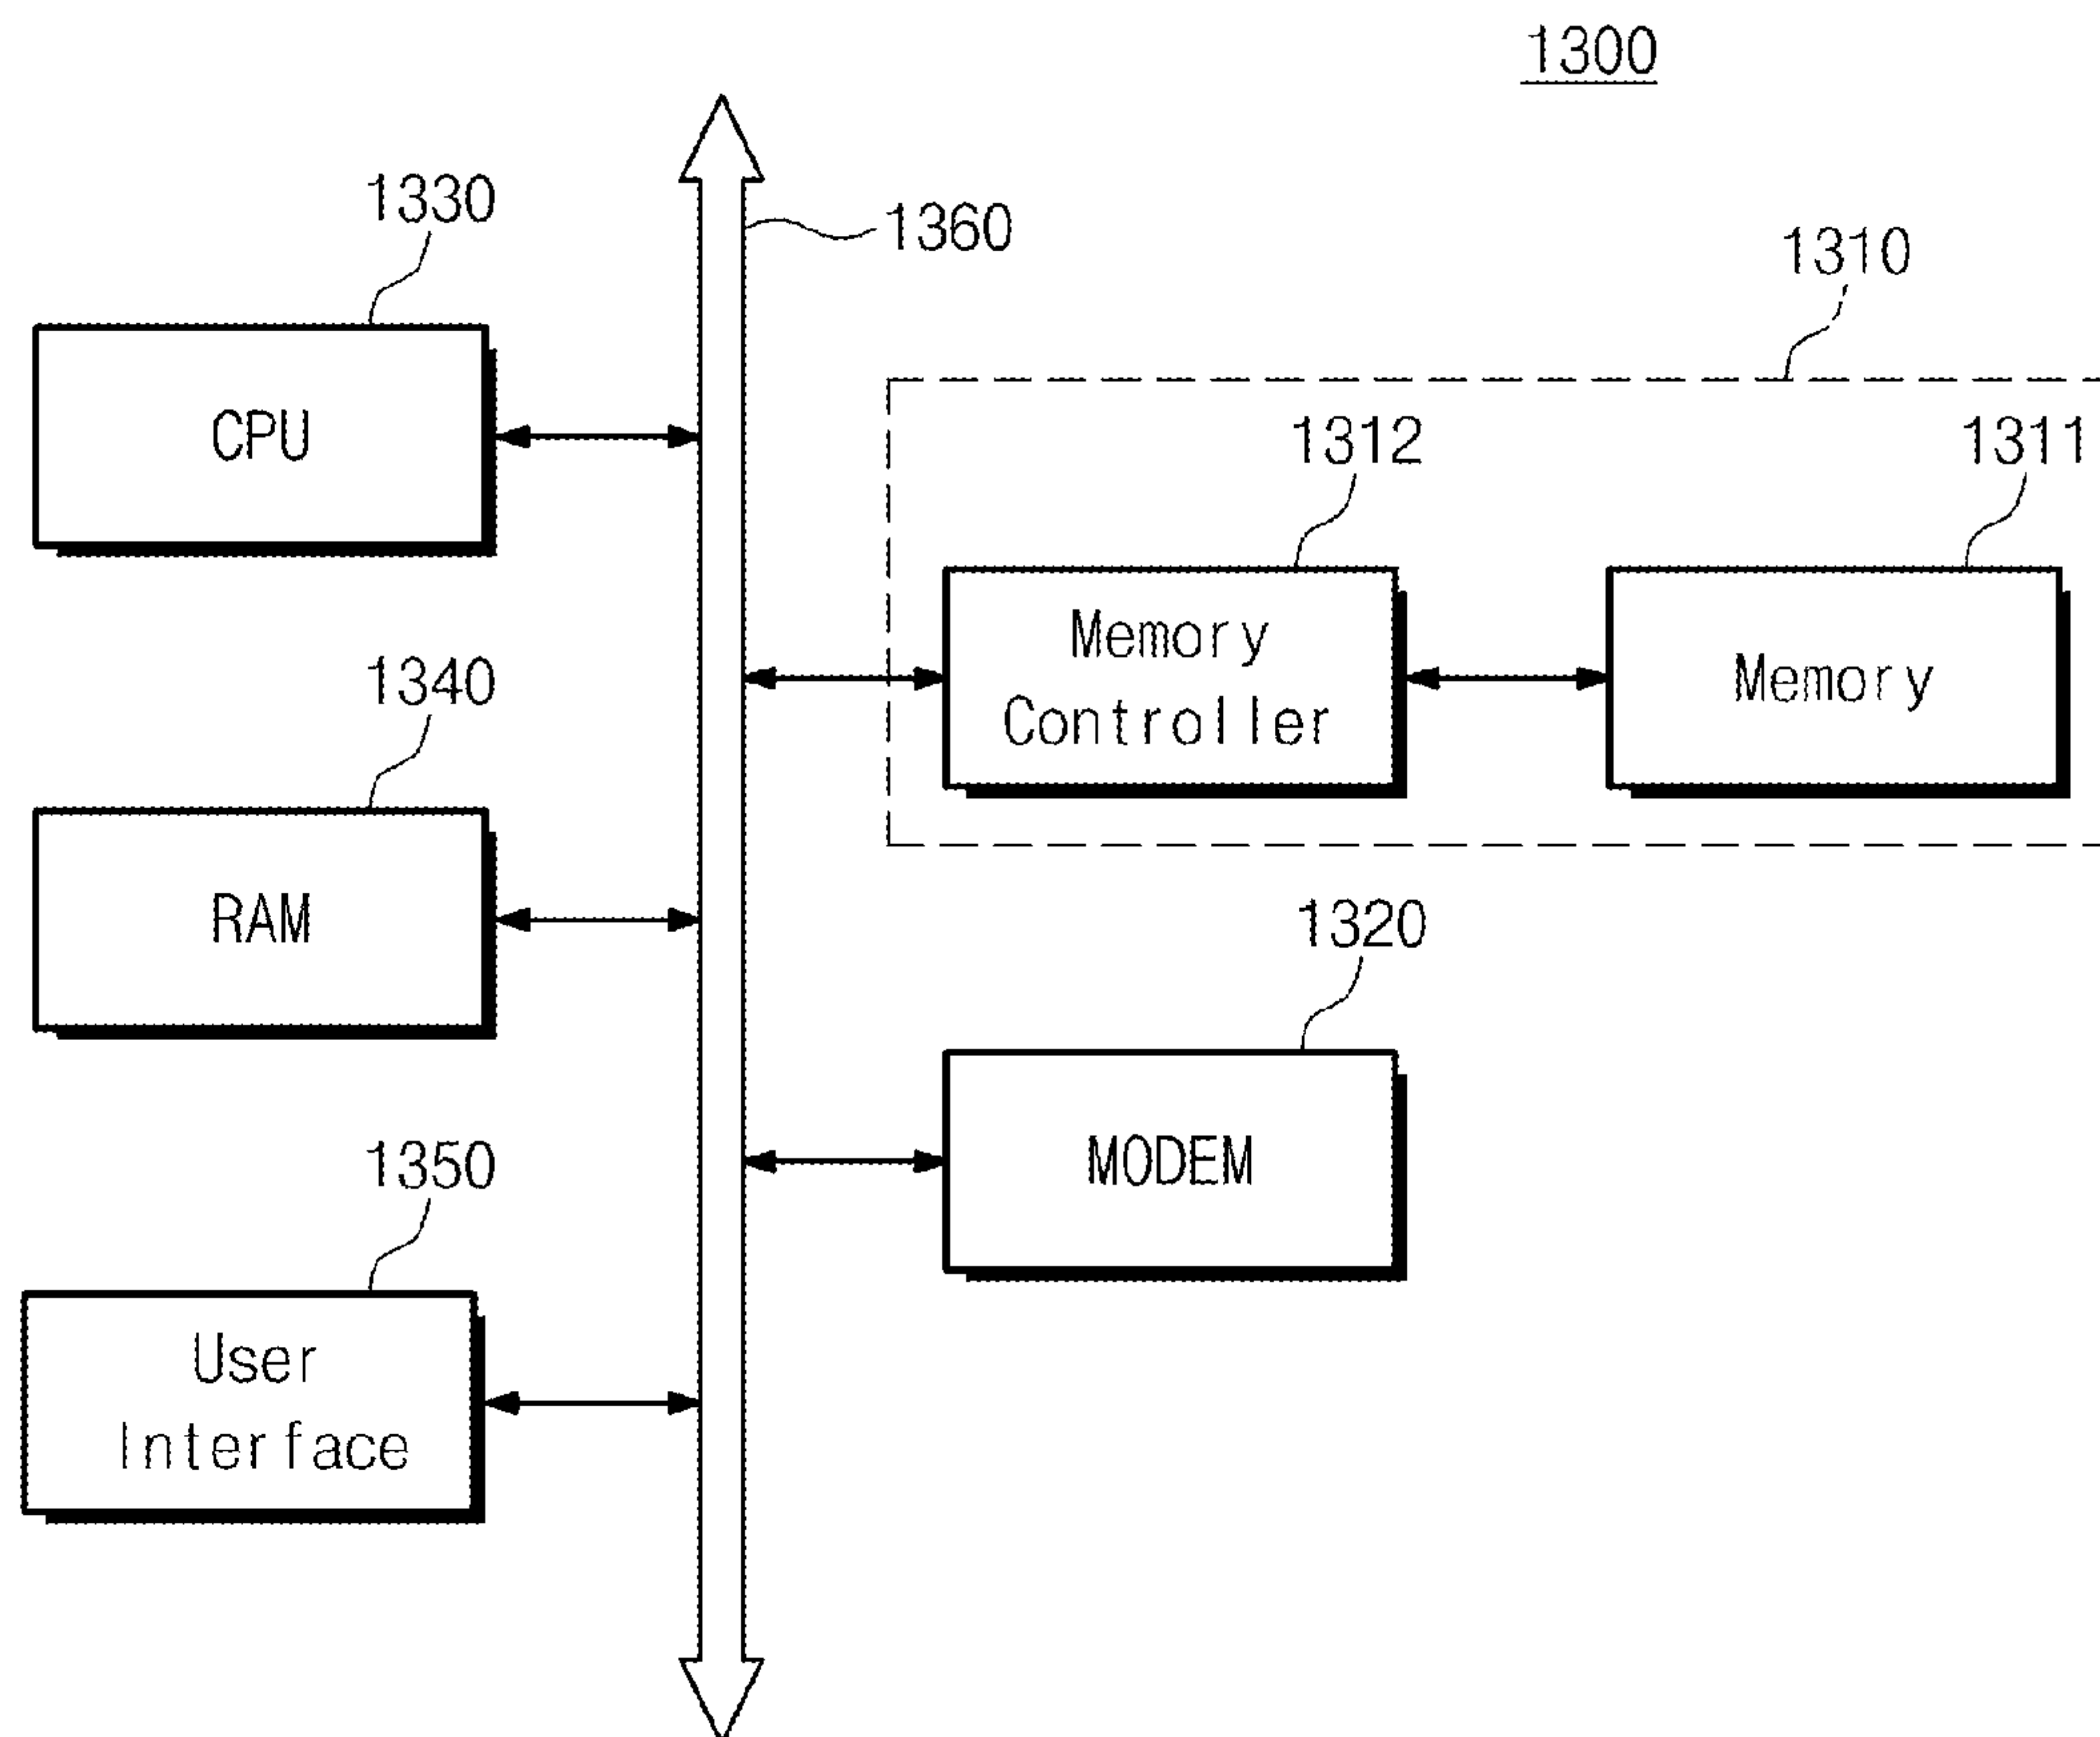 1300
1330
1360
1310
CPU
1312
1311
Memory
Controller
Memory
1340
RAM
1320
MODEM
1350
User
Interface